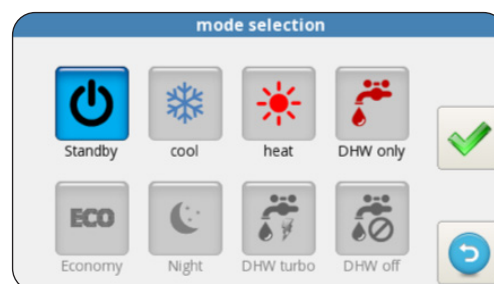 mode selection
Standby cool heat DHW only
ECO
Economy Night DHW turbo DHW off